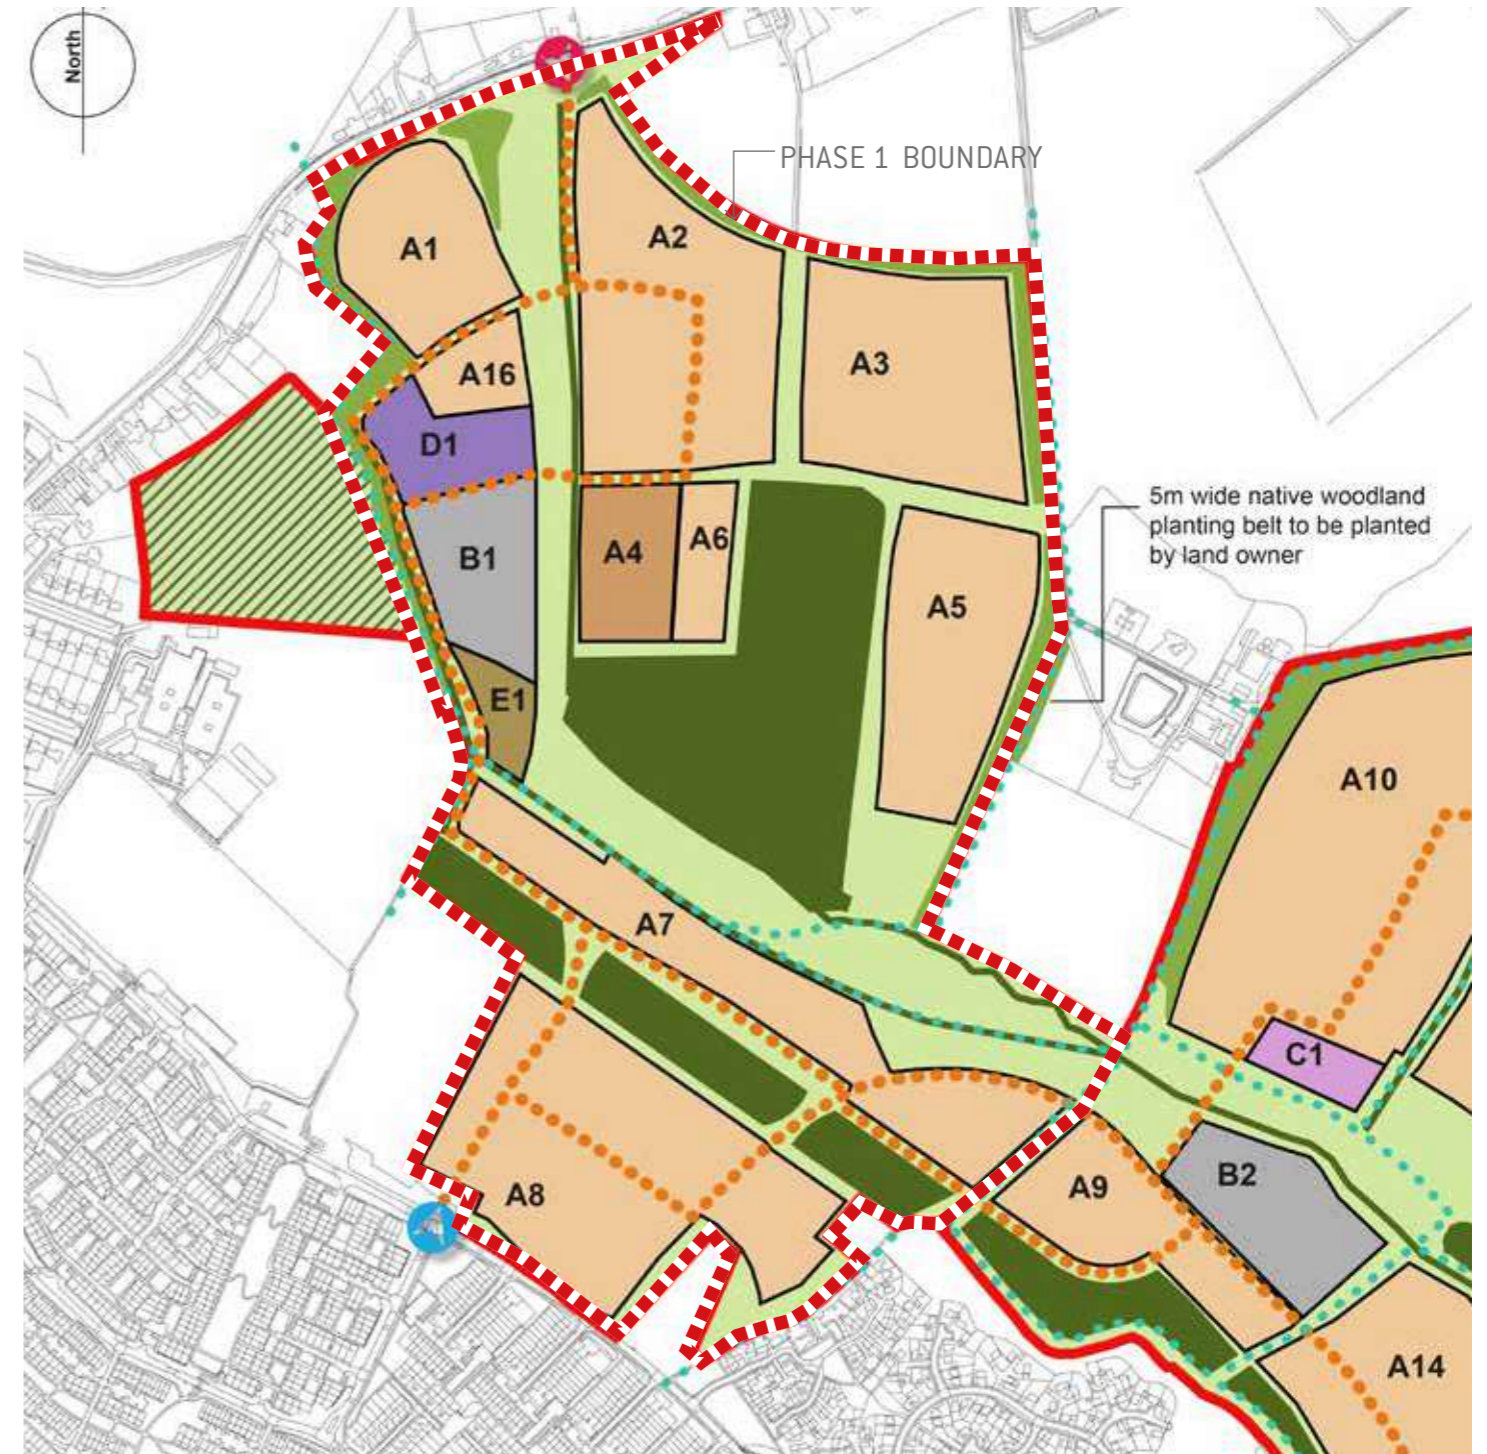 North
PHASE 1 BOUNDARY
A1
A2
A3
A16
D1
5m wide native woodland
planting belt to be planted
by land owner
B1
A4
A6
A5
E1
A10
A7
C1
A8
A9
B2
A14